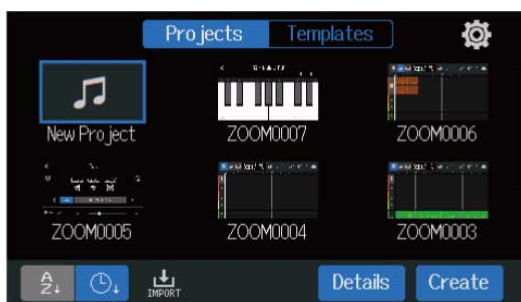 Projects Templates
New Project ZOOM0007 ZOOM0006
ZOOM0005 ZOOM0004 ZOOM0003
A
Z↓ IMPORT Details Create